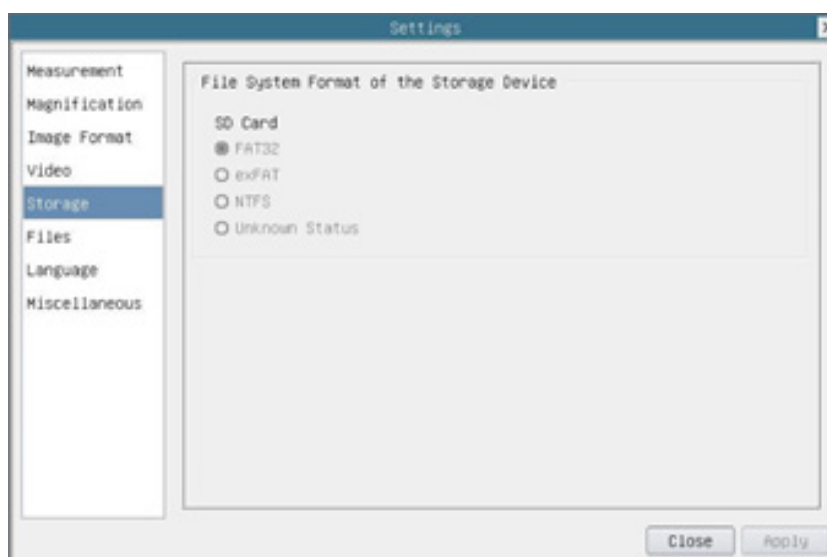 Settings
Measurement
Magnification
Image Format
Video
Storage
Files
Language
Miscellaneous
File System Format of the Storage Device
SD Card
FAT32
exFAT
NTFS
Unknown Status
Close
Apply